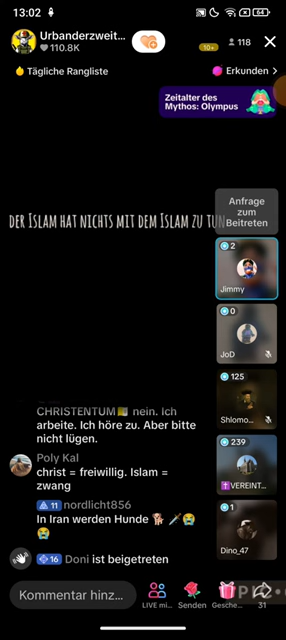 13:02
64
Urbanderzweit...
110.8K
10+
118
Tägliche Rangliste
Erkunden >
Zeitalter des
Mythos: Olympus
Anfrage
zum
Beitreten
DER ISLAM HAT NICHTS MIT DEM ISLAM ZU TUN
2
Jimmy
0
JoD
125
Shlomo...
239
VEREINT...
1
Dino_47
CHRISTENTUM nein. Ich
arbeite. Ich höre zu. Aber bitte
nicht lügen.
Poly Kal
christ = freiwillig. Islam =
zwang
11 nordlicht856
In Iran werden Hunde 🐕🗡️😭
😭
16 Doni ist beigetreten
Kommentar hinz...
LIVE mi...
Senden
Gesche...
31